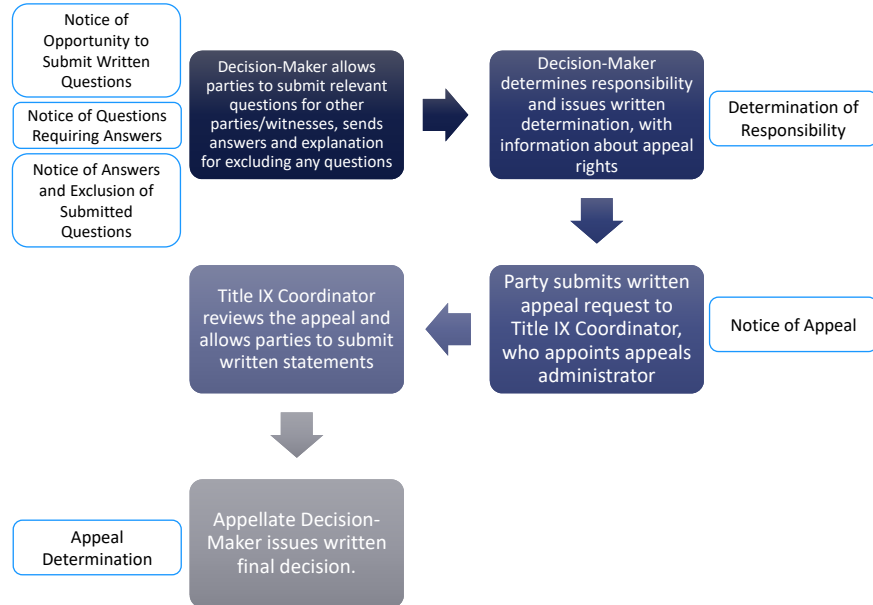 Notice of
Opportunity to
Submit Written
Questions
Notice of Questions
Requiring Answers
Notice of Answers
and Exclusion of
Submitted
Questions
Decision-Maker allows
parties to submit relevant
questions for other
parties/witnesses, sends
answers and explanation
for excluding any questions
Decision-Maker
determines responsibility
and issues written
determination, with
information about appeal
rights
Determination of
Responsibility
Party submits written
appeal request to
Title IX Coordinator,
who appoints appeals
administrator
Notice of Appeal
Title IX Coordinator
reviews the appeal and
allows parties to submit
written statements
Appeal
Determination
Appellate Decision-
Maker issues written
final decision.